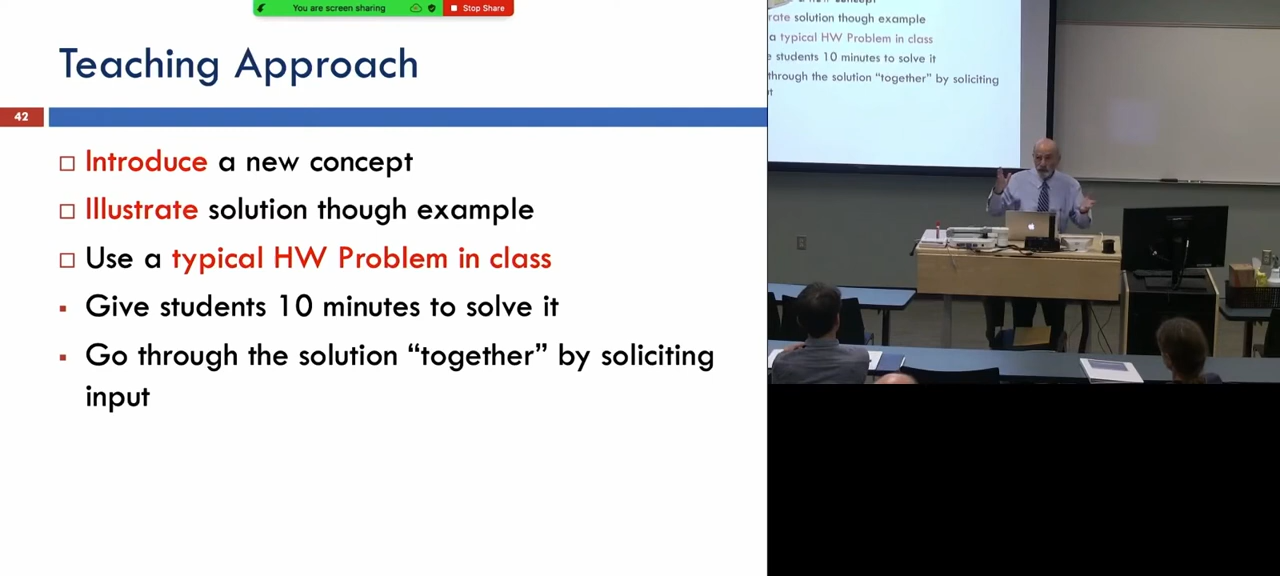 You are screen sharing
Stop Share
Teaching Approach
42
Introduce a new concept
Illustrate solution though example
Use a typical HW Problem in class
Give students 10 minutes to solve it
Go through the solution “together” by soliciting
input
rate solution though example
a typical HW Problem in class
students 10 minutes to solve it
through the solution “together” by soliciting